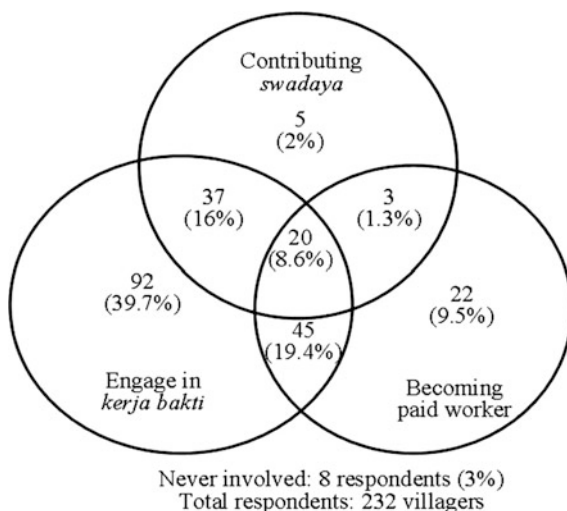 Contributing
swadaya
5
(2%)
37
(16%)
3
(1.3%)
20
(8.6%)
92
(39.7%)
22
(9.5%)
45
(19.4%)
Engage in
kerja bakti
Becoming
paid worker
Never involved: 8 respondents (3%)
Total respondents: 232 villagers